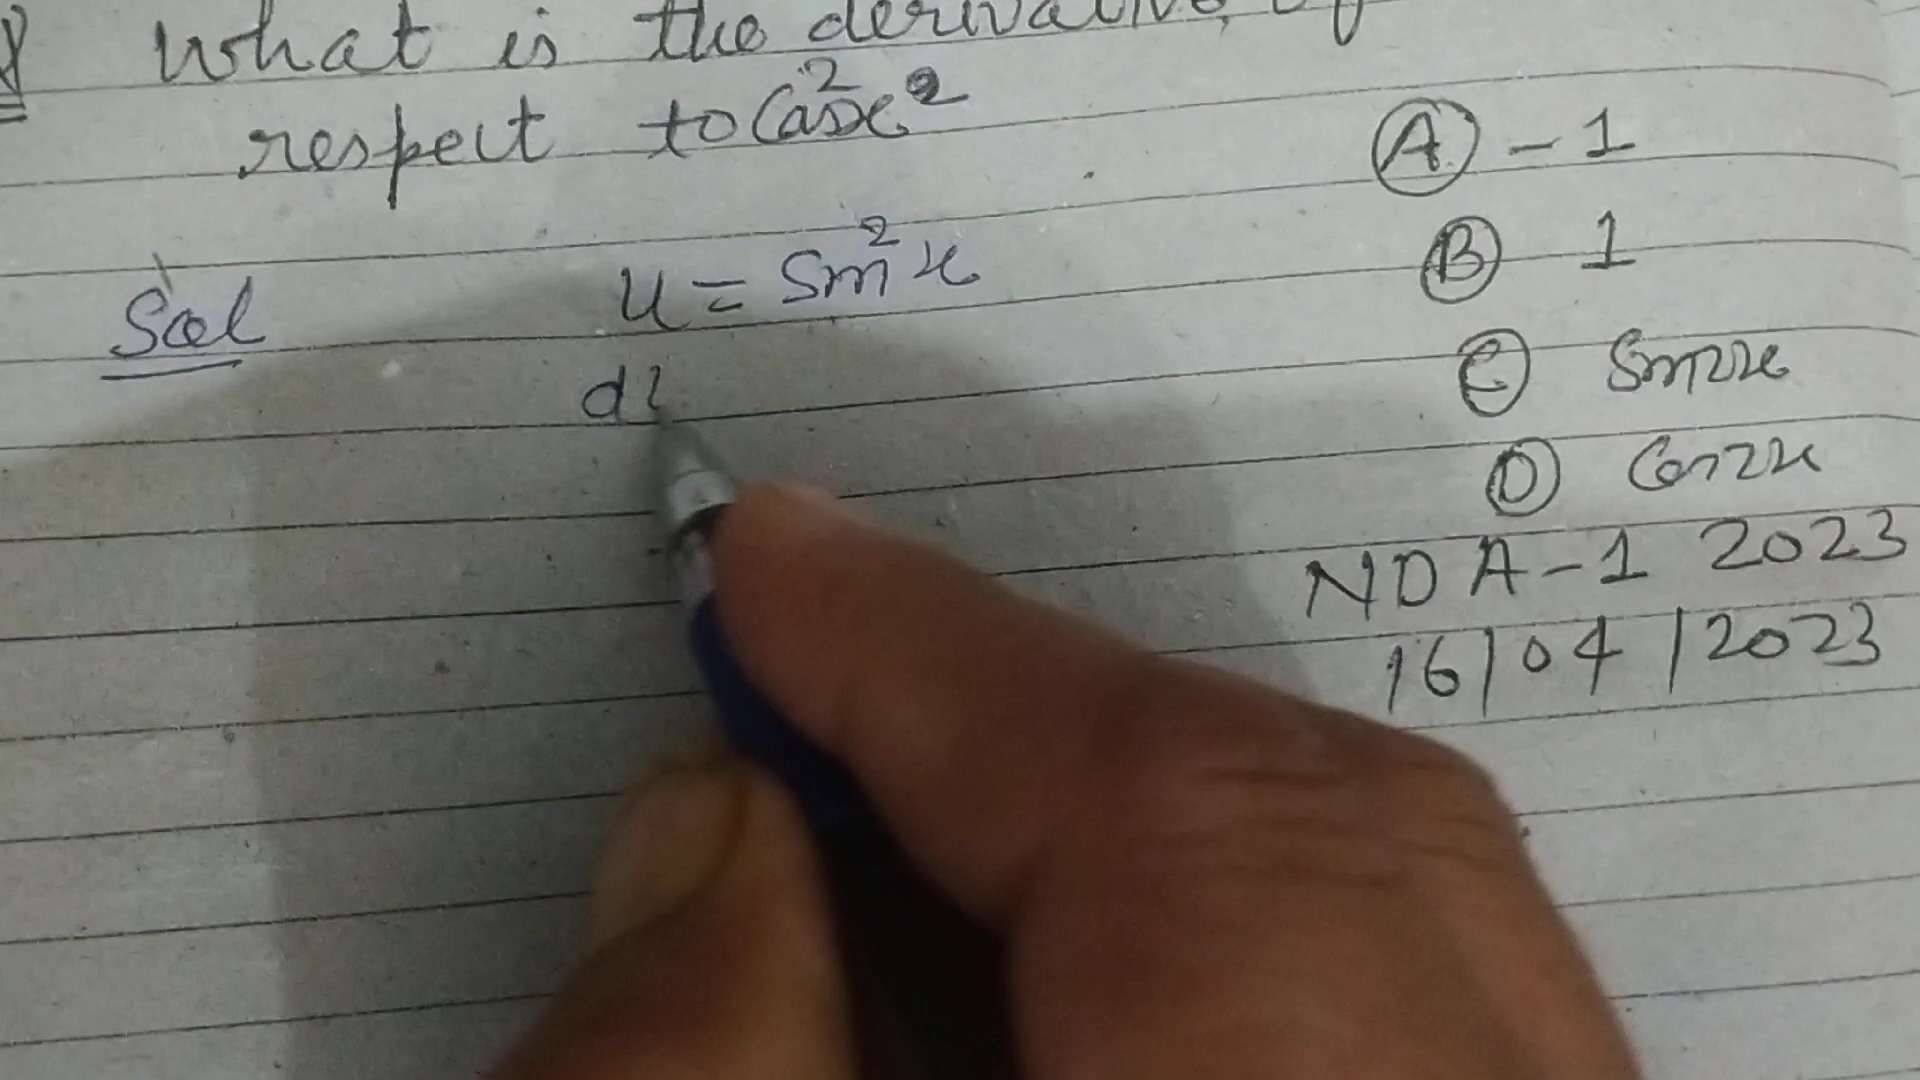 What is the derivative of
respect to Cos²x ?
(A) - 1
Sol u = Sin²x
(B) 1
(C) Sin2x
d
(D) Cos2x
NDA-1 2023
16/04/2023